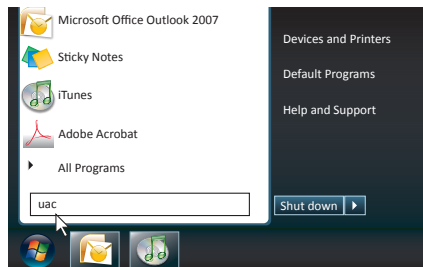 Microsoft Office Outlook 2007
Sticky Notes
iTunes
Adobe Acrobat
All Programs
uac
Devices and Printers
Default Programs
Help and Support
Shut down